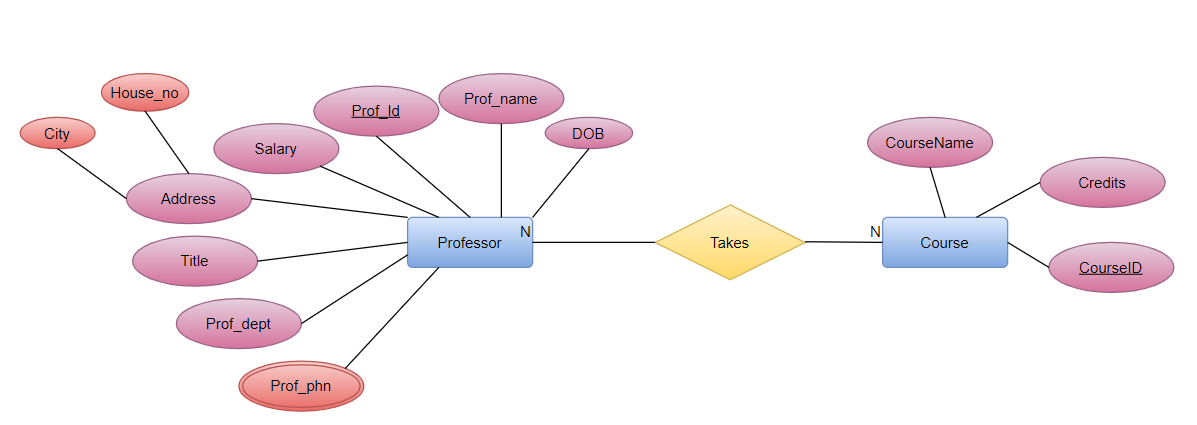 House_no
City
Salary
Prof_Id
Prof_name
DOB
Address
Title
Prof_dept
Prof_phn
Professor
N
Takes
N
Course
CourseName
Credits
CourseID